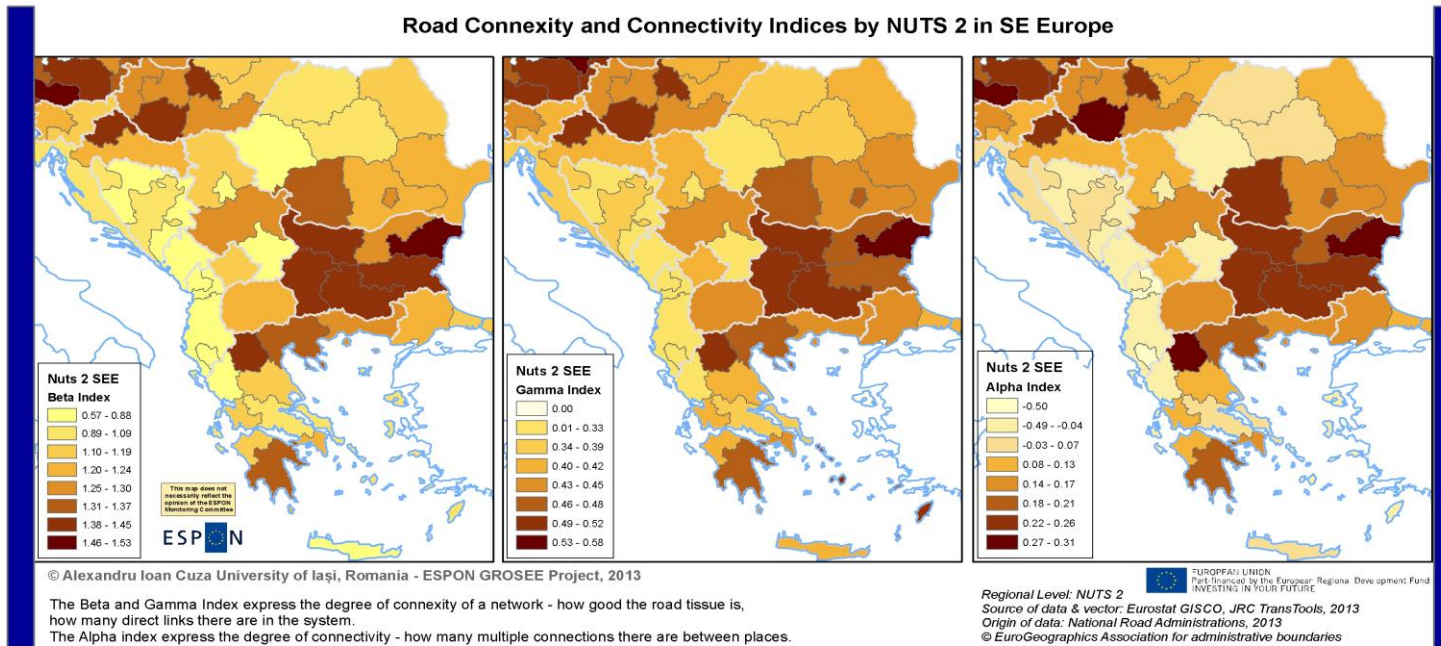 Road Connexity and Connectivity Indices by NUTS 2 in SE Europe
Nuts 2 SEE
Beta Index
0.57 - 0.88
0.89 - 1.09
1.10 - 1.19
1.20 - 1.24
1.25 - 1.30
1.31 - 1.37
1.38 - 1.45
1.46 - 1.53
This map does not
necessarily reflect the
opinion of the ESPON
Monitoring Committee
ESPON
Nuts 2 SEE
Gamma Index
0.00
0.01 - 0.33
0.34 - 0.39
0.40 - 0.42
0.43 - 0.45
0.46 - 0.48
0.49 - 0.52
0.53 - 0.58
Nuts 2 SEE
Alpha Index
-0.50
-0.49 - -0.04
-0.03 - 0.07
0.08 - 0.13
0.14 - 0.17
0.18 - 0.21
0.22 - 0.26
0.27 - 0.31
© Alexandru Ioan Cuza University of Iași, Romania - ESPON GROSEE Project, 2013
The Beta and Gamma Index express the degree of connexity of a network - how good the road tissue is,
how many direct links there are in the system.
The Alpha index express the degree of connectivity - how many multiple connections there are between places.
EUROPEAN UNION
Part-financed by the European Regional Development Fund
INVESTING IN YOUR FUTURE
Regional Level: NUTS 2
Source of data & vector: Eurostat GISCO, JRC TransTools, 2013
Origin of data: National Road Administrations, 2013
© EuroGeographics Association for administrative boundaries